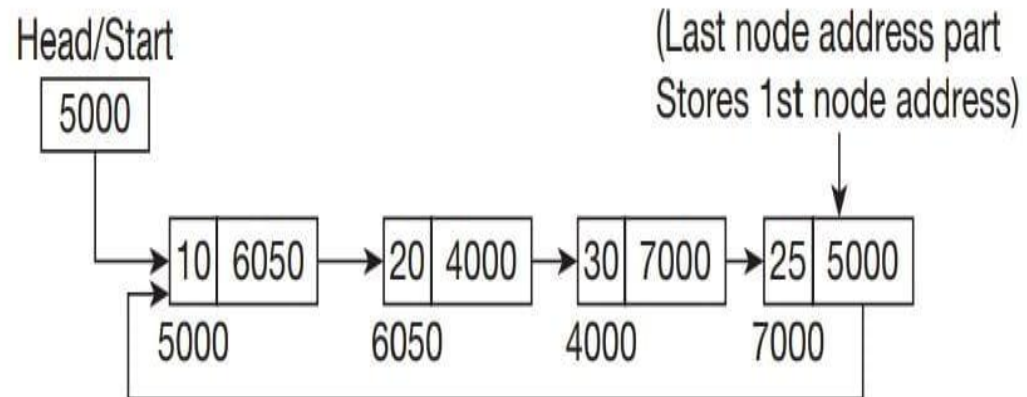 Head/Start
5000
(Last node address part
Stores 1st node address)
10 6050 20 4000 30 7000 25 5000
5000 6050 4000 7000